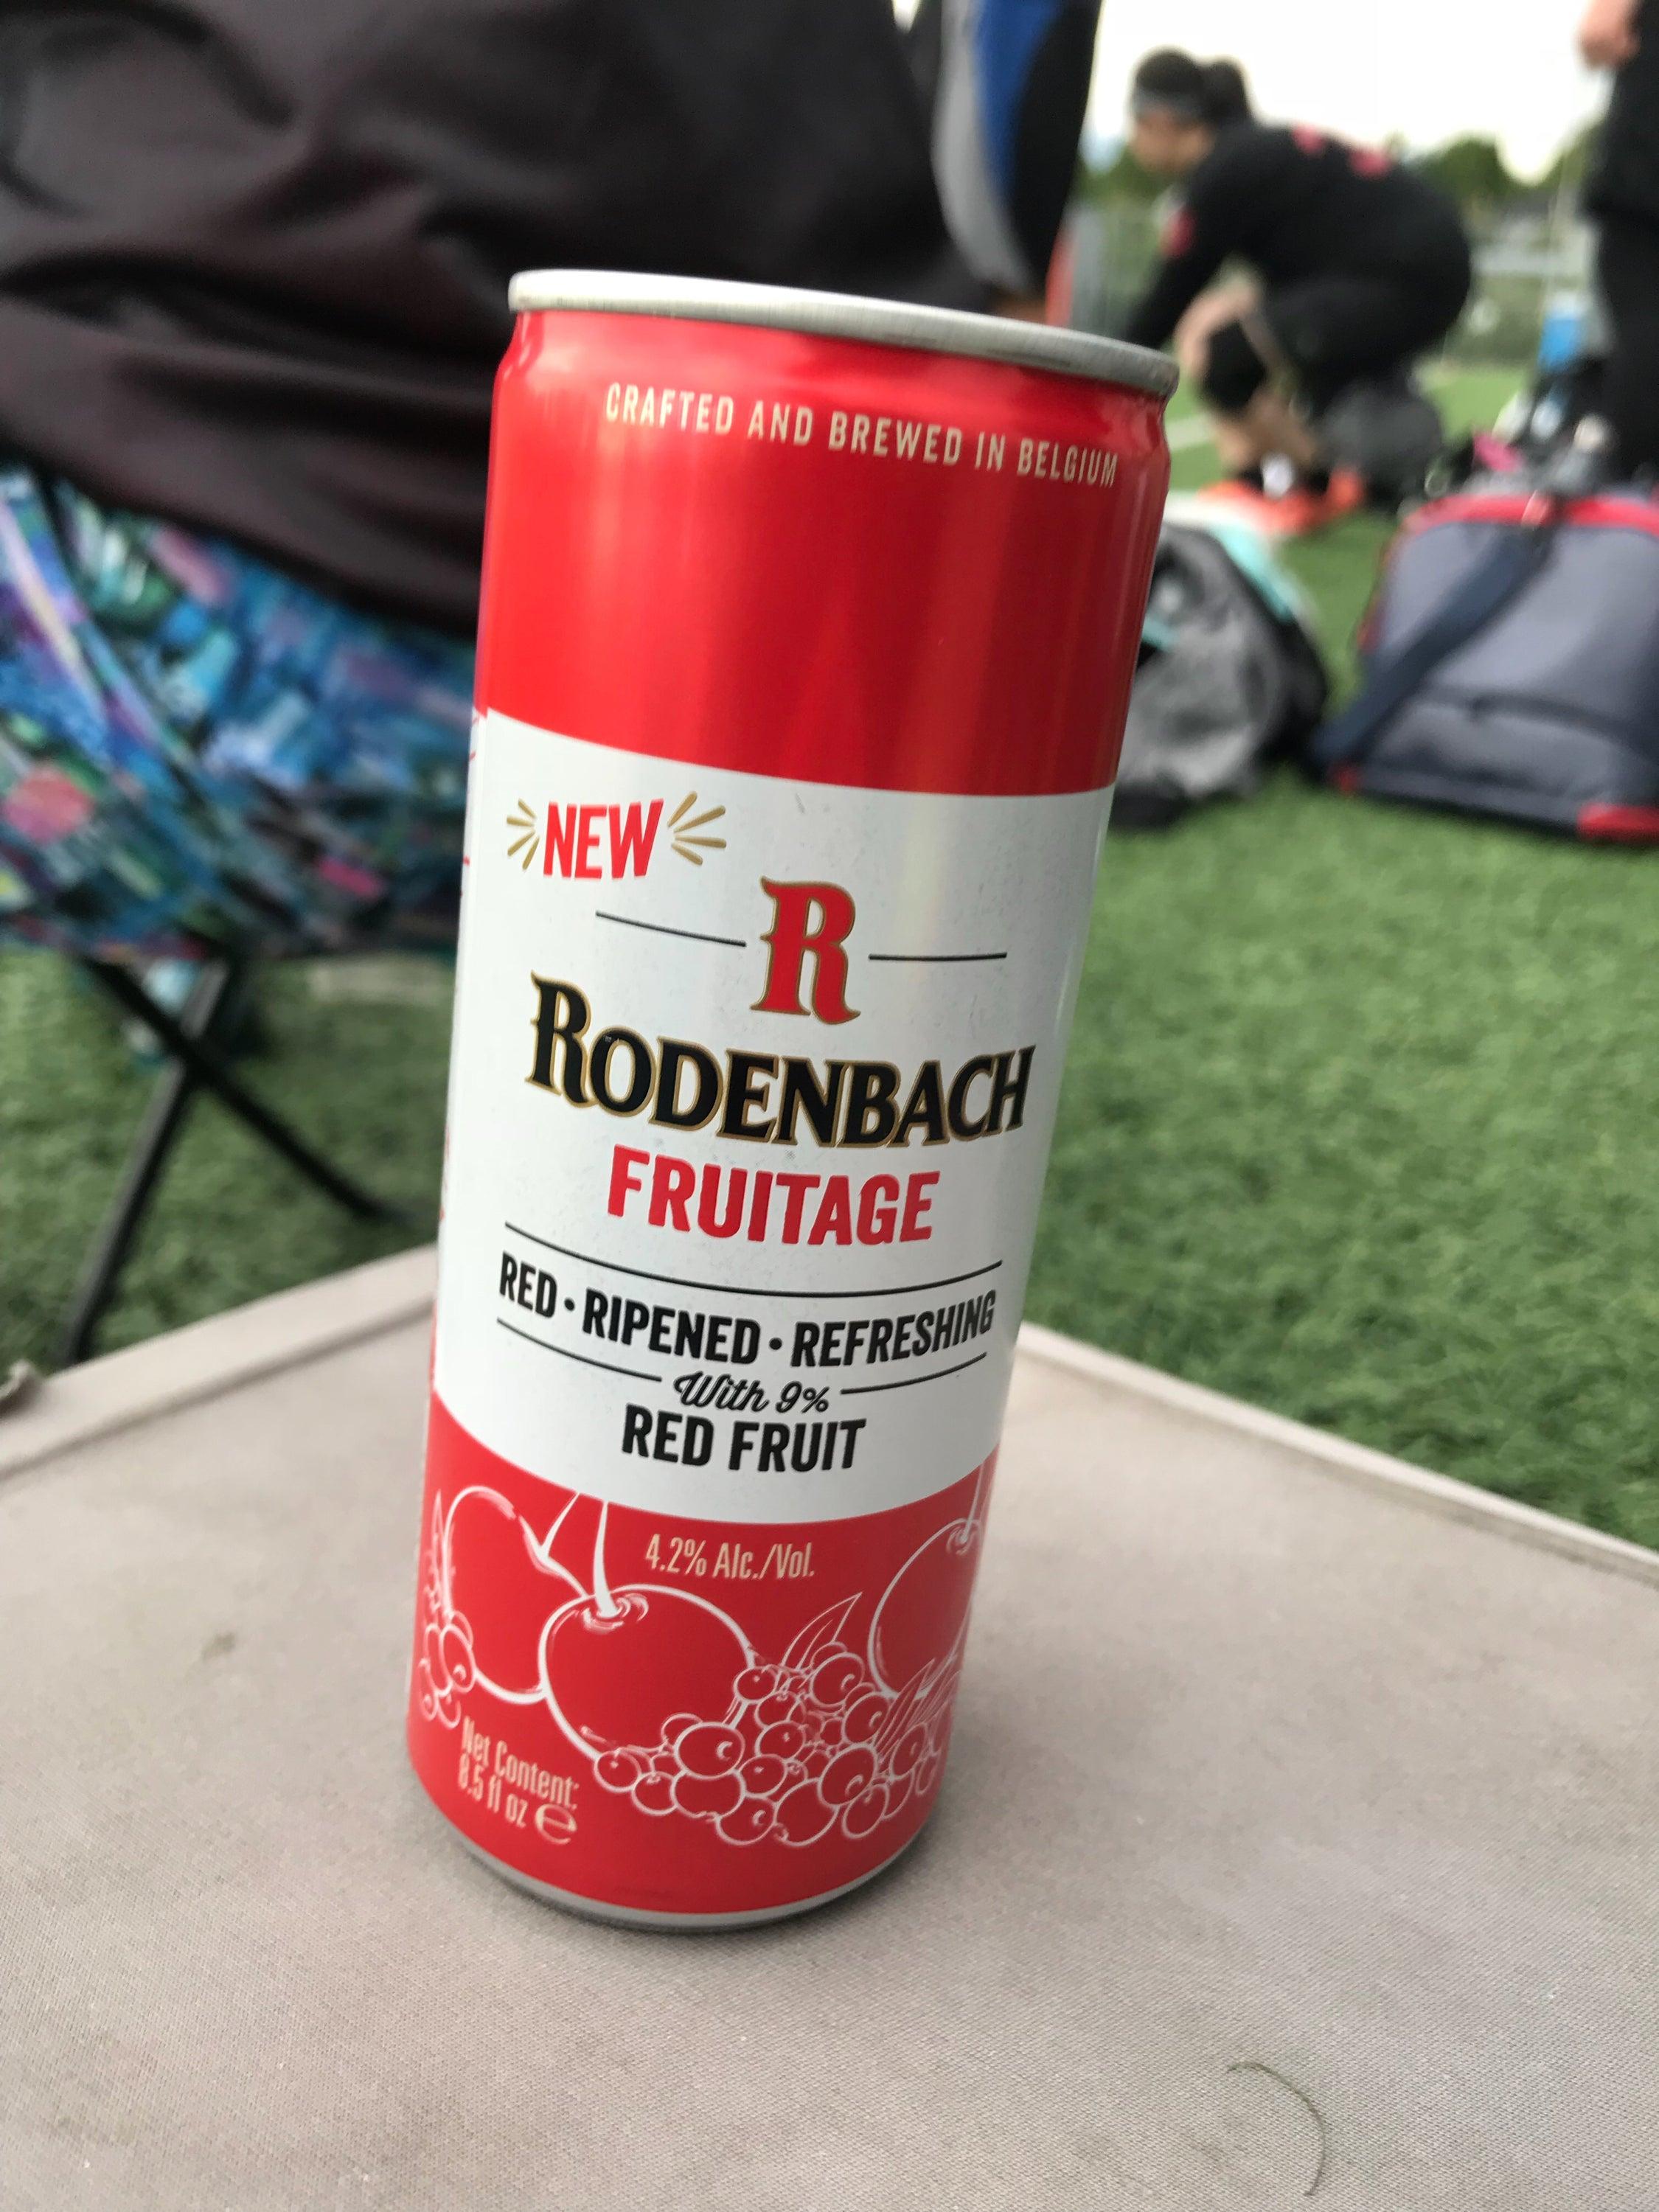 CRAFTED AND BREWED IN BELGIUM
NEW
R
RODENBACH
FRUITAGE
RED • RIPENED • REFRESHING
With 9%
RED FRUIT
4.2% Alc./Vol.
Net Content:
8.5 fl oz ℮